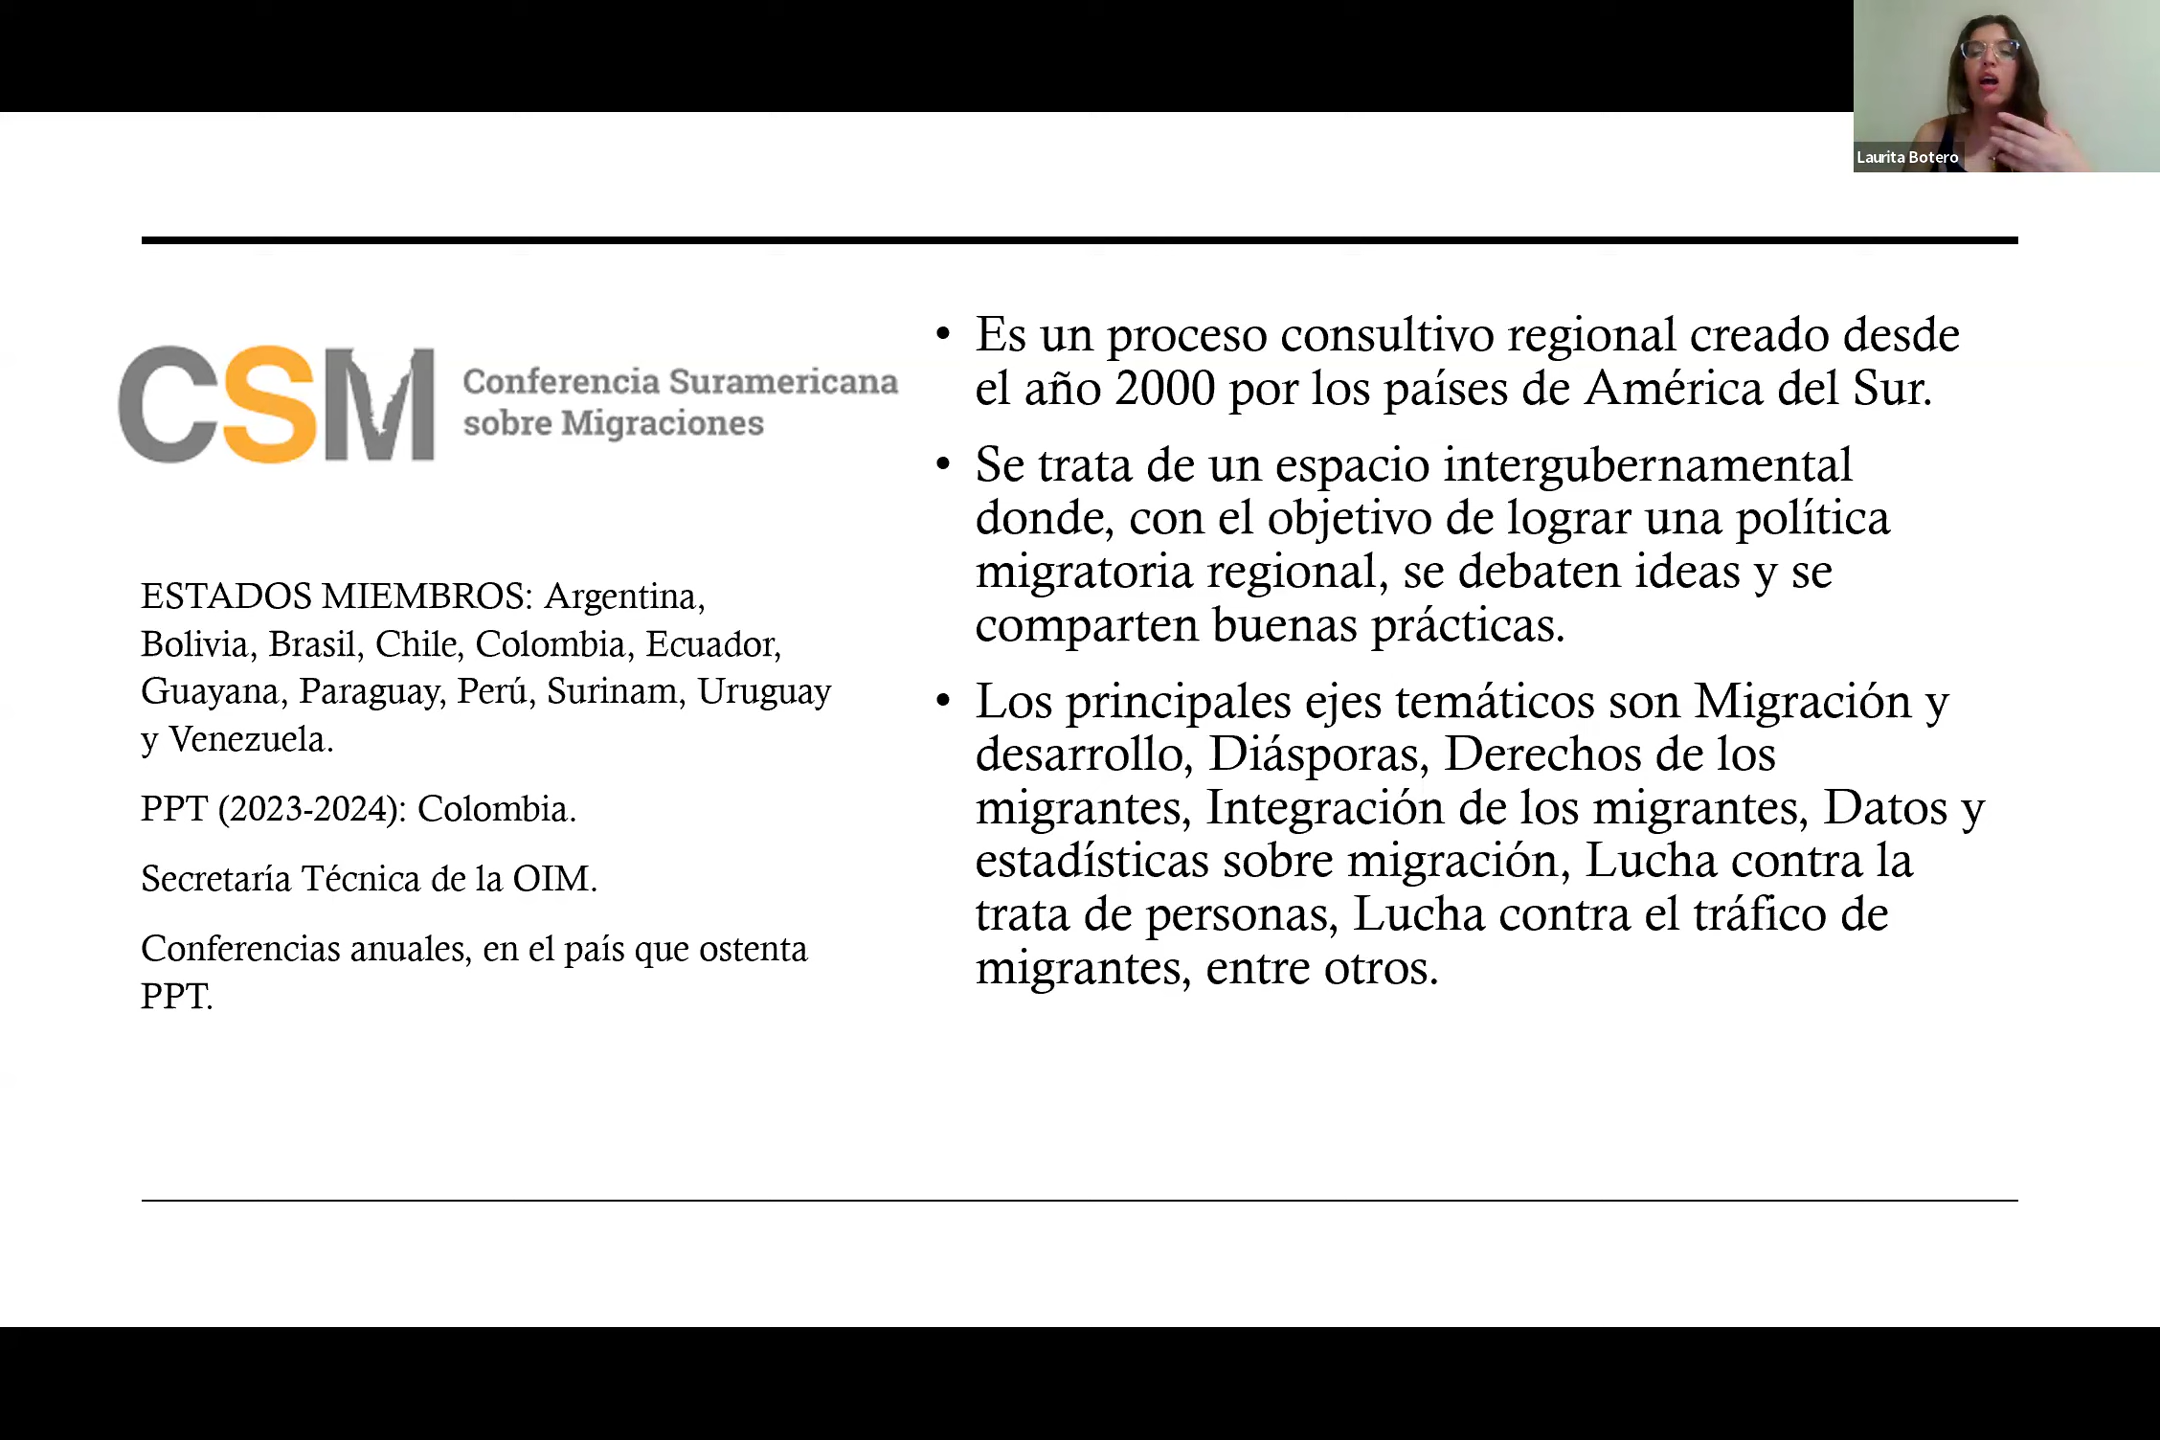 Laurita Botero
CSM
Conferencia Suramericana
sobre Migraciones
ESTADOS MIEMBROS: Argentina,
Bolivia, Brasil, Chile, Colombia, Ecuador,
Guayana, Paraguay, Perú, Surinam, Uruguay
y Venezuela.
PPT (2023-2024): Colombia.
Secretaría Técnica de la OIM.
Conferencias anuales, en el país que ostenta
PPT.
• Es un proceso consultivo regional creado desde
el año 2000 por los países de América del Sur.
• Se trata de un espacio intergubernamental
donde, con el objetivo de lograr una política
migratoria regional, se debaten ideas y se
comparten buenas prácticas.
• Los principales ejes temáticos son Migración y
desarrollo, Diásporas, Derechos de los
migrantes, Integración de los migrantes, Datos y
estadísticas sobre migración, Lucha contra la
trata de personas, Lucha contra el tráfico de
migrantes, entre otros.